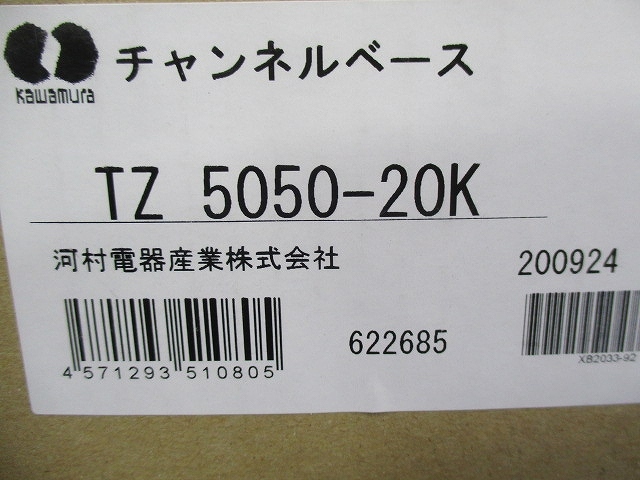 kawamura
チャンネルベース
TZ 5050-20K
河村電器産業株式会社
200924
622685
4 571293 510805
XB2033-92